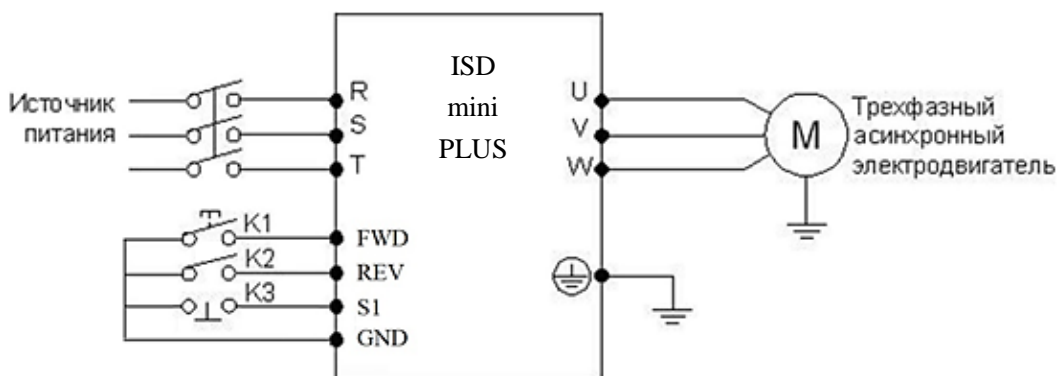 ISD
mini
PLUS
Источник
питания
R
S
T
U
V
W
M
Трехфазный
асинхронный
электродвигатель
K1
FWD
K2
REV
K3
S1
GND